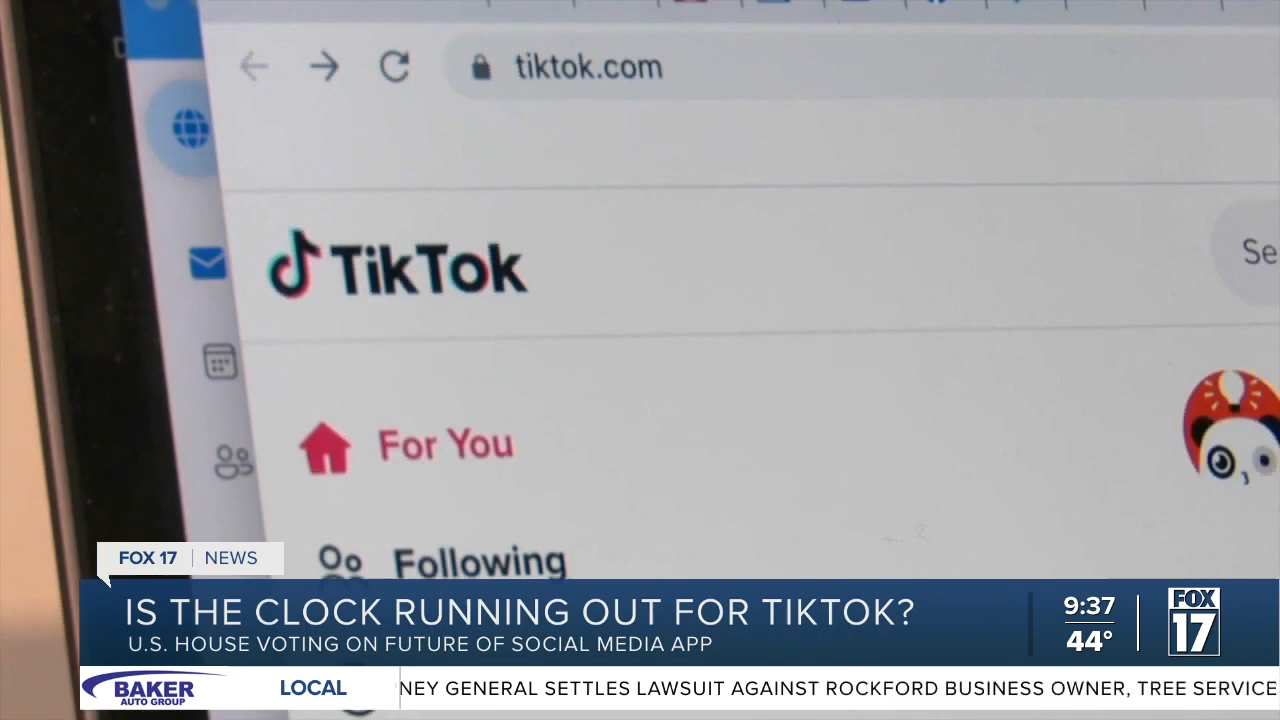 tiktok.com
TikTok
Se
For You
Following
FOX 17 | NEWS
IS THE CLOCK RUNNING OUT FOR TIKTOK?
U.S. HOUSE VOTING ON FUTURE OF SOCIAL MEDIA APP
9:37
44°
FOX
17
BAKER
AUTO GROUP
LOCAL
NEY GENERAL SETTLES LAWSUIT AGAINST ROCKFORD BUSINESS OWNER, TREE SERVICE